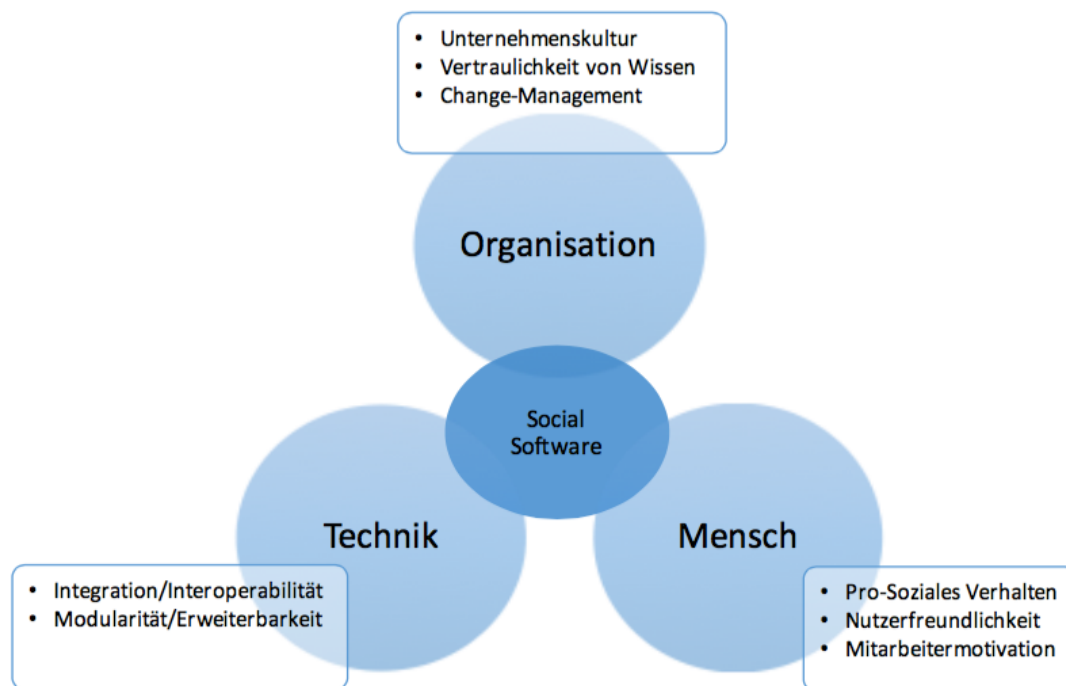 • Unternehmenskultur
• Vertraulichkeit von Wissen
• Change-Management
Organisation
Social
Software
Technik
Mensch
• Integration/Interoperabilität
• Modularität/Erweiterbarkeit
• Pro-Soziales Verhalten
• Nutzerfreundlichkeit
• Mitarbeitermotivation